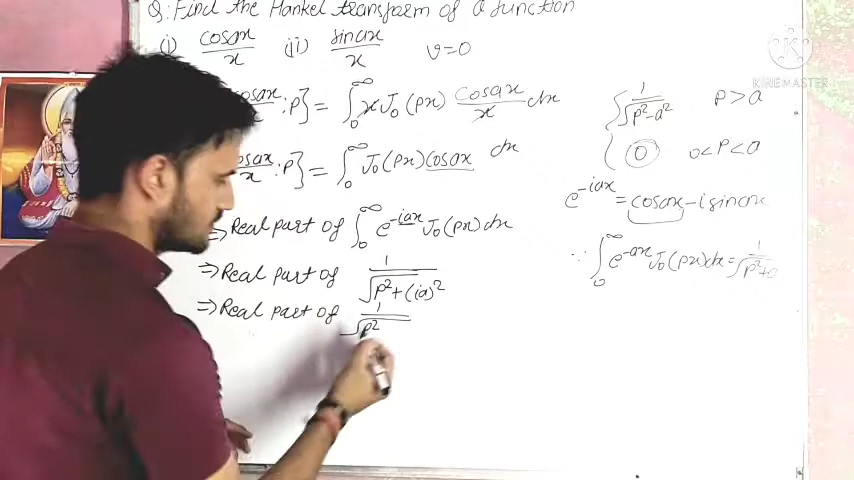 Q: Find the Hankel transform of a function
(i) cosax/x (ii) sinax/x ν=0
cosax/x : p} = ∫₀^∞ x J₀(px) cosax/x dx
cosax/x : p} = ∫₀^∞ J₀(px) cosax dx
⇒ Real part of ∫₀^∞ e^{-iax} J₀(px) dx
⇒ Real part of 1/√(p²+(ia)²)
⇒ Real part of 1/√p²
{ 1/√(p²-a²) p>a
0 0<p<a
e^{-iax} = cosax - i sinax
∵ ∫₀^∞ e^{-ax} J₀(px) dx = 1/√(p²+
KINEMASTER